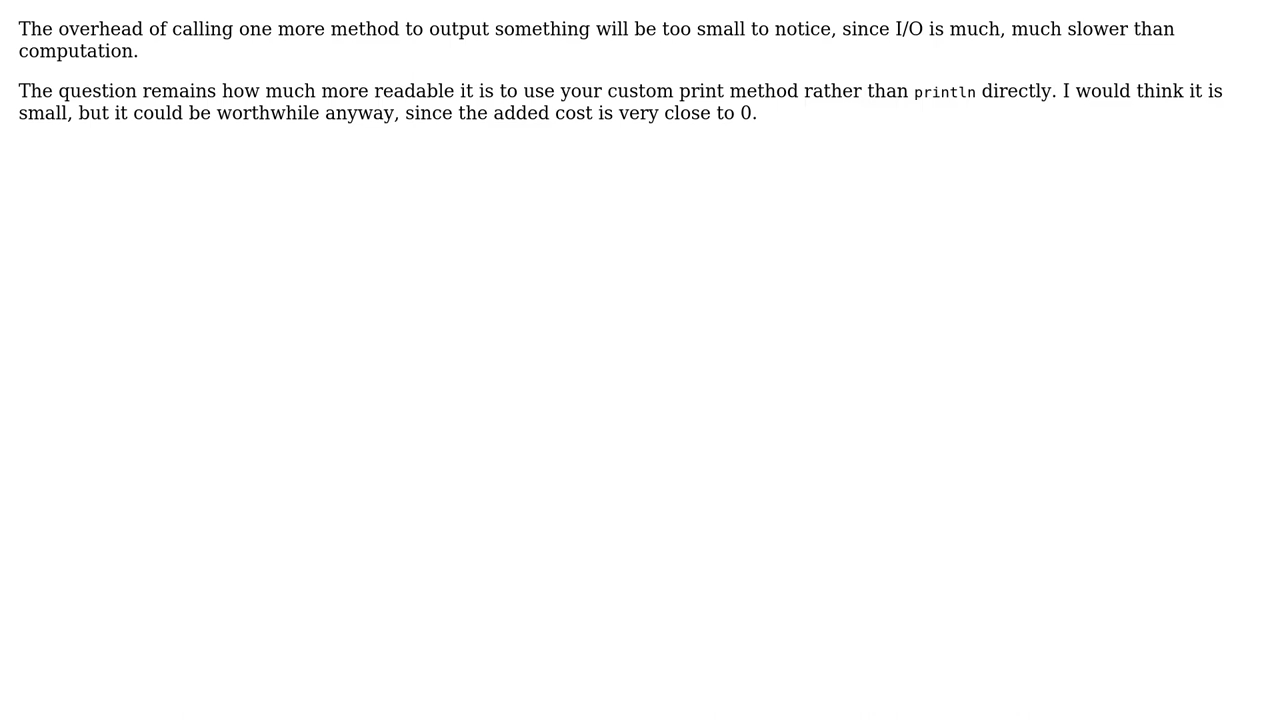 The overhead of calling one more method to output something will be too small to notice, since I/O is much, much slower than
computation.
The question remains how much more readable it is to use your custom print method rather than println directly. I would think it is
small, but it could be worthwhile anyway, since the added cost is very close to 0.